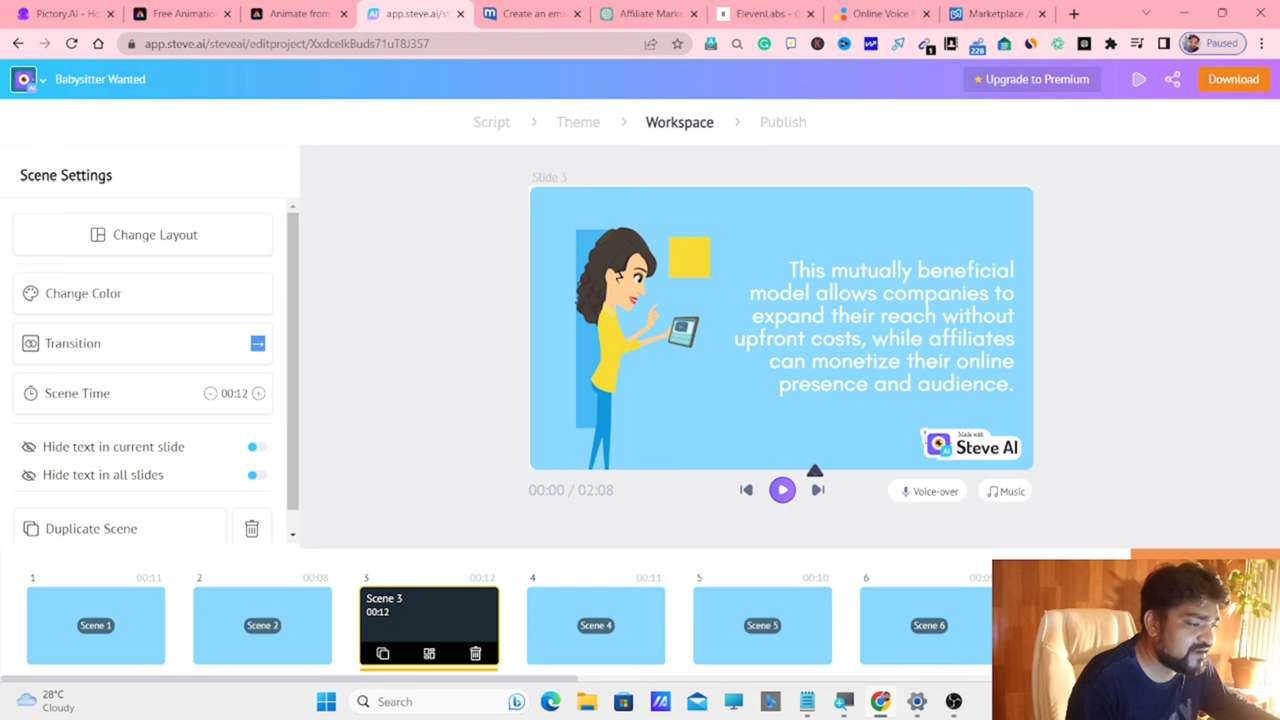 Pictory.AI - Ho
Free Animation
Animate from
app.steve.ai/s
Create an ema
Affiliate Mark
ElevenLabs - G
Online Voice R
Marketplace /
app.steve.ai/steveai/editproject/XxdcelkBuds71uT8J357
1
228
Paused
AI
Babysitter Wanted
Upgrade to Premium
Download
Script
Theme
Workspace
Publish
Scene Settings
Change Layout
Change Color
Transition
Scene Time
00:12
Hide text in current slide
Hide text in all slides
Duplicate Scene
Slide 3
This mutually beneficial
model allows companies to
expand their reach without
upfront costs, while affiliates
can monetize their online
presence and audience.
Made with
Steve AI
00:00 / 02:08
Voice-over
Music
1 00:11
2 00:08
3 00:12
4 00:11
5 00:10
6
Scene 1
Scene 2
Scene 3
00:12
Scene 4
Scene 5
Scene 6
28°C
Cloudy
Search